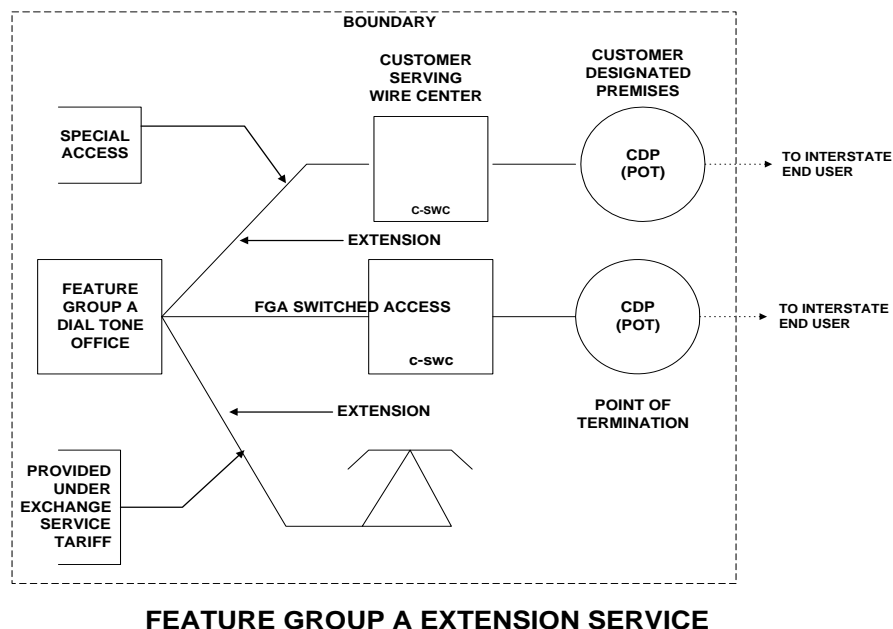 BOUNDARY
CUSTOMER
SERVING
WIRE CENTER
CUSTOMER
DESIGNATED
PREMISES
SPECIAL
ACCESS
CDP
(POT)
TO INTERSTATE
END USER
C-SWC
EXTENSION
FEATURE
GROUP A
DIAL TONE
OFFICE
FGA SWITCHED ACCESS
CDP
(POT)
TO INTERSTATE
END USER
C-SWC
EXTENSION
POINT OF
TERMINATION
PROVIDED
UNDER
EXCHANGE
SERVICE
TARIFF
FEATURE GROUP A EXTENSION SERVICE